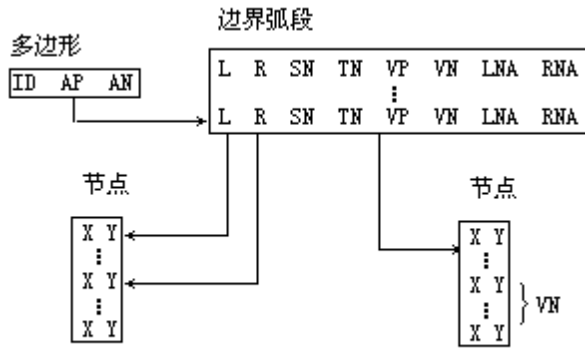 边界弧段
多边形
ID AP AN
L R SN TN VP VN LNA RNA
⋮
L R SN TN VP VN LNA RNA
节点
X Y
⋮
X Y
⋮
X Y
节点
X Y
⋮
X Y
⋮
X Y
VN